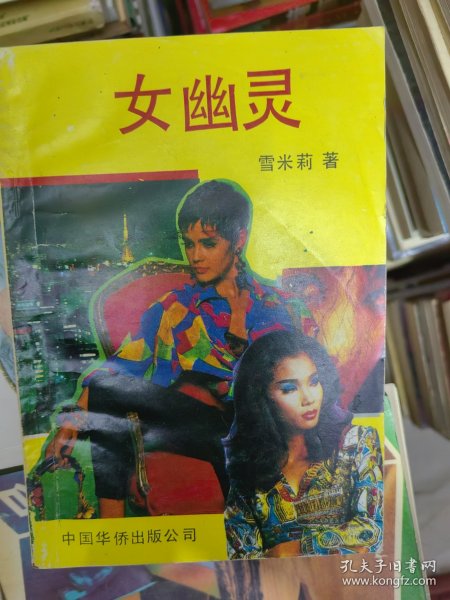 女幽灵
雪米莉 著
中国华侨出版公司
孔夫子旧书网
www.kongfz.com